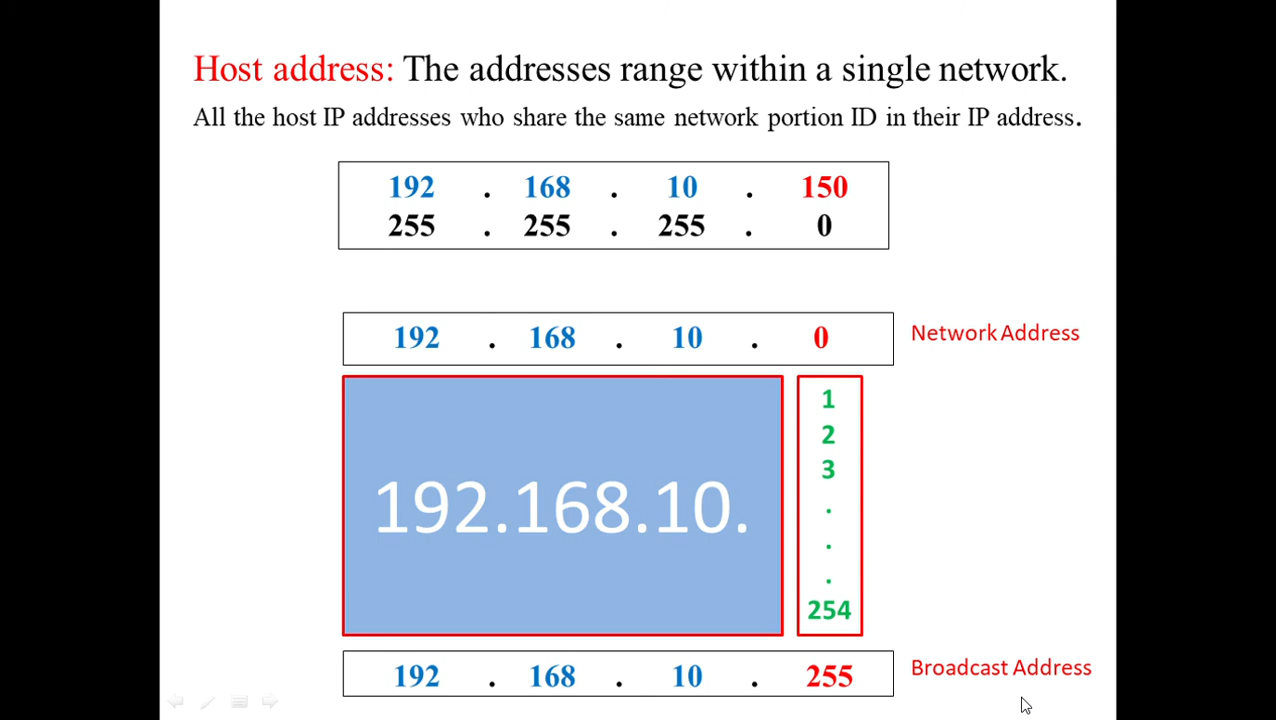 Host address: The addresses range within a single network.
All the host IP addresses who share the same network portion ID in their IP address.
192 . 168 . 10 . 150
255 . 255 . 255 . 0
192 . 168 . 10 . 0
Network Address
192.168.10.
1
2
3
.
.
.
254
192 . 168 . 10 . 255
Broadcast Address